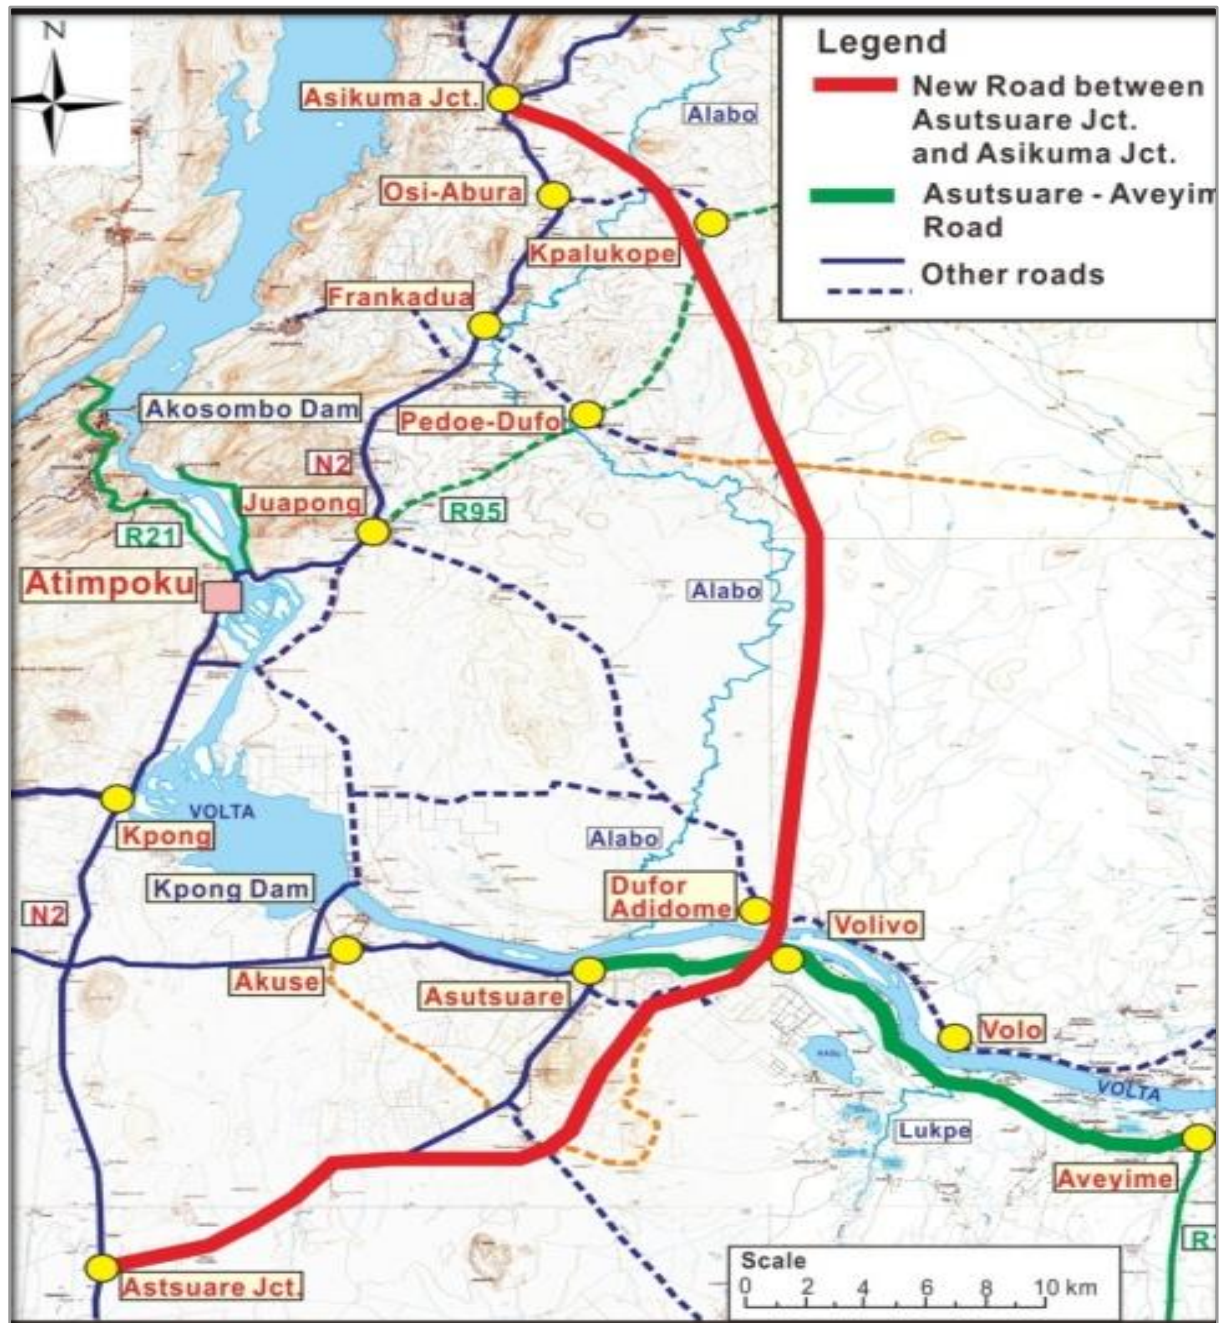 N
Legend
New Road between
Asutsuare Jct.
and Asikuma Jct.
Asutsuare - Aveyim
Road
Other roads
Asikuma Jct.
Alabo
Osi-Abura
Kpalukope
Frankadua
Akosombo Dam
Pedoe-Dufo
N2
Juapong
R95
R21
Atimpoku
Alabo
VOLTA
Kpong
Alabo
Kpong Dam
Dufor
Adidome
N2
Volivo
Akuse
Asutsuare
Volo
VOLTA
Lukpe
Aveyime
R
Scale
0 2 4 6 8 10 km
Astsuare Jct.